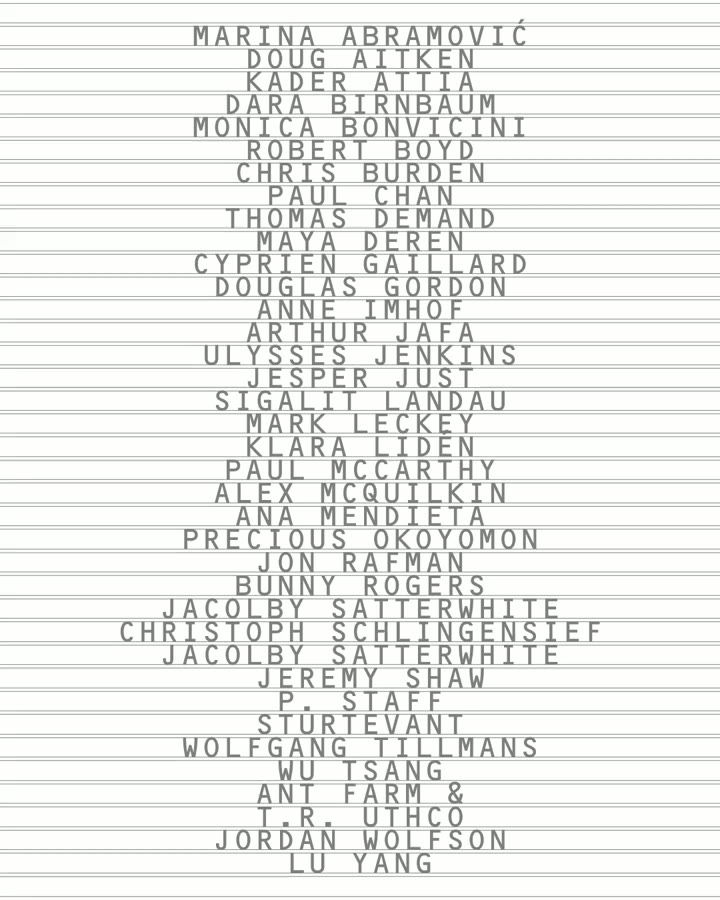 MARINA ABRAMOVIĆ
DOUG AITKEN
KADER ATTIA
DARA BIRNBAUM
MONICA BONVICINI
ROBERT BOYD
CHRIS BURDEN
PAUL CHAN
THOMAS DEMAND
MAYA DEREN
CYPRIEN GAILLARD
DOUGLAS GORDON
ANNE IMHOF
ARTHUR JAFA
ULYSSES JENKINS
JESPER JUST
SIGALIT LANDAU
MARK LECKEY
KLARA LIDÉN
PAUL MCCARTHY
ALEX MCQUILKIN
ANA MENDIETA
PRECIOUS OKOYOMON
JON RAFMAN
BUNNY ROGERS
JACOLBY SATTERWHITE
CHRISTOPH SCHLINGENSIEF
JACOLBY SATTERWHITE
JEREMY SHAW
P. STAFF
STURTEVANT
WOLFGANG TILLMANS
WU TSANG
ANT FARM &
T.R. UTHCO
JORDAN WOLFSON
LU YANG